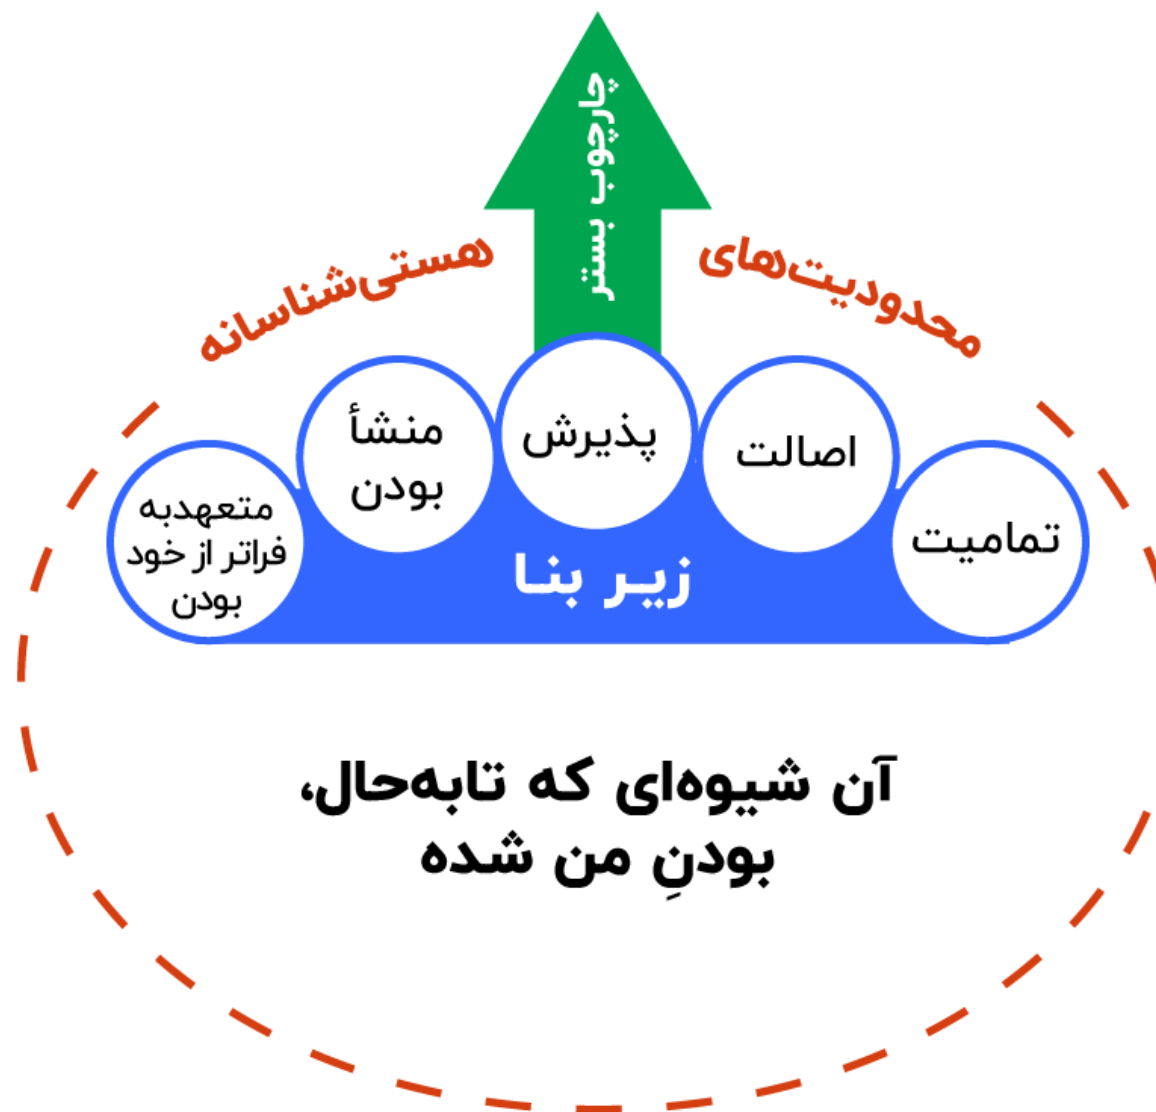 چارچوب بستر
محدودیت‌های هستی‌شناسانه
تمامیت
اصالت
پذیرش
منشأ
بودن
متعهدبه
فراتر از خود
بودن
زیر بنا
آن شیوه‌ای که تابه‌حال،
بودنِ من شده